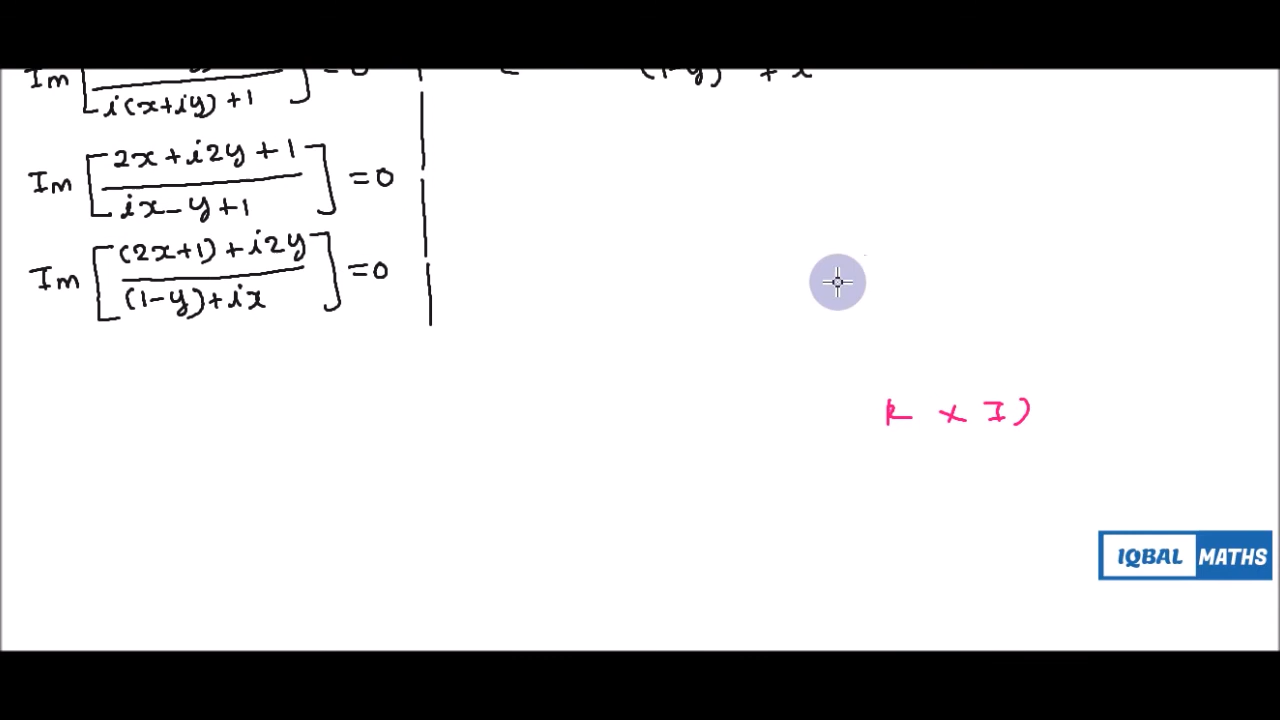 Im [ / i(x+iy)+1 ] = 0
Im [ 2x+i2y+1 / ix-y+1 ] = 0
Im [ (2x+1)+i2y / (1-y)+ix ] = 0
(1-y) + x
R x I)
IQBAL MATHS